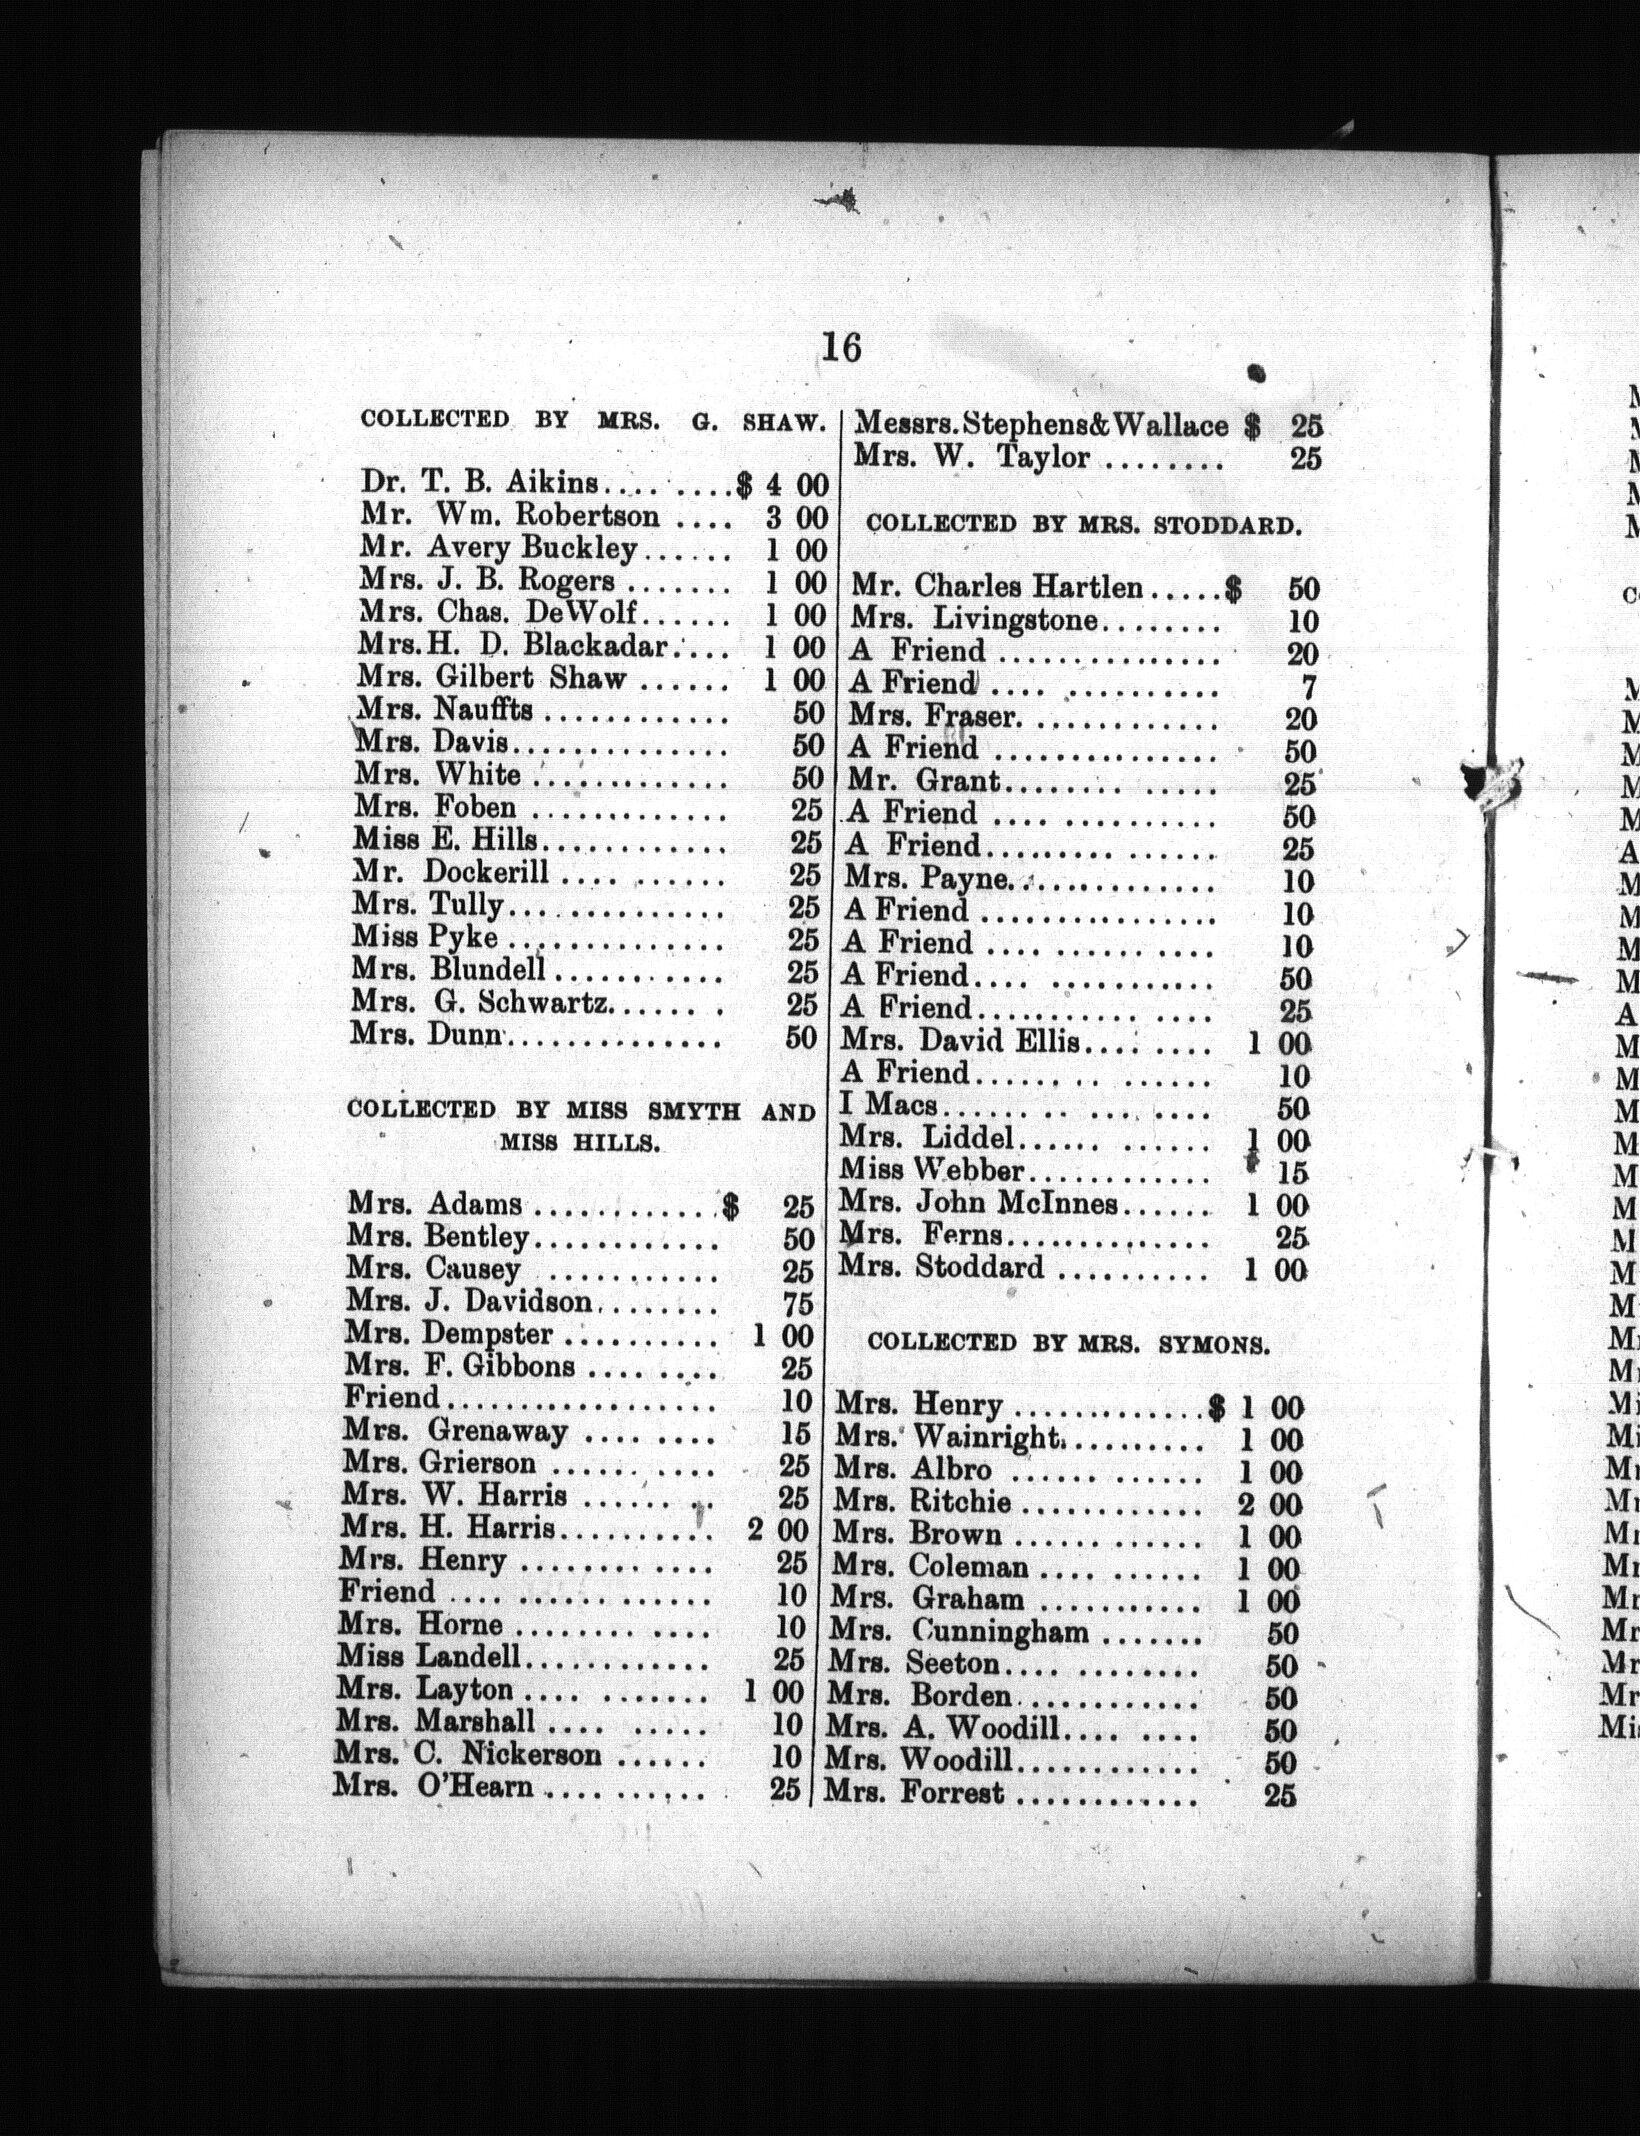 16
COLLECTED BY MRS. G. SHAW.
Dr. T. B. Aikins.... ....$ 4 00
Mr. Wm. Robertson .... 3 00
Mr. Avery Buckley...... 1 00
Mrs. J. B. Rogers ....... 1 00
Mrs. Chas. DeWolf...... 1 00
Mrs. H. D. Blackadar.... 1 00
Mrs. Gilbert Shaw ...... 1 00
Mrs. Nauffts ............ 50
Mrs. Davis.............. 50
Mrs. White ............. 50
Mrs. Foben ............. 25
Miss E. Hills............ 25
Mr. Dockerill .... ...... 25
Mrs. Tully.............. 25
Miss Pyke .............. 25
Mrs. Blundell ........... 25
Mrs. G. Schwartz...... . 25
Mrs. Dunn.............. 50
COLLECTED BY MISS SMYTH AND
MISS HILLS.
Mrs. Adams ............$ 25
Mrs. Bentley............ 50
Mrs. Causey ........... 25
Mrs. J. Davidson........ 75
Mrs. Dempster .......... 1 00
Mrs. F. Gibbons .... .... 25
Friend.................. 10
Mrs. Grenaway .... .... 15
Mrs. Grierson ...... .... 25
Mrs. W. Harris ...... .. 25
Mrs. H. Harris.......... 2 00
Mrs. Henry ........ .... 25
Friend .... ...... ...... 10
Mrs. Horne ........ .... 10
Miss Landell............ 25
Mrs. Layton .... ....... 1 00
Mrs. Marshall .... ..... 10
Mrs. C. Nickerson ...... 10
Mrs. O'Hearn .... ...... 25
Messrs. Stephens & Wallace $ 25
Mrs. W. Taylor ........ 25
COLLECTED BY MRS. STODDARD.
Mr. Charles Hartlen.....$ 50
Mrs. Livingstone........ 10
A Friend ............... 20
A Friend .... .......... 7
Mrs. Fraser. ............ 20
A Friend ............... 50
Mr. Grant........ ..... 25
A Friend .... .......... 50
A Friend......... ...... 25
Mrs. Payne.............. 10
A Friend ................ 10
A Friend .... .......... 10
A Friend.... ........... 50
A Friend........... .... 25
Mrs. David Ellis.... .... 1 00
A Friend...... .. ...... 10
I Macs...... .. ... .... 50
Mrs. Liddel...... ...... 1 00
Miss Webber............ 15
Mrs. John McInnes...... 1 00
Mrs. Ferns.............. 25
Mrs. Stoddard .......... 1 00
COLLECTED BY MRS. SYMONS.
Mrs. Henry .............$ 1 00
Mrs. Wainright.......... 1 00
Mrs. Albro ...... ...... 1 00
Mrs. Ritchie ............. 2 00
Mrs. Brown ...... ...... 1 00
Mrs. Coleman .... ...... 1 00
Mrs. Graham ........... 1 00
Mrs. Cunningham ....... 50
Mrs. Seeton.... ........ 50
Mrs. Borden............. 50
Mrs. A. Woodill.... .... 50
Mrs. Woodill............ 50
Mrs. Forrest ............ 25